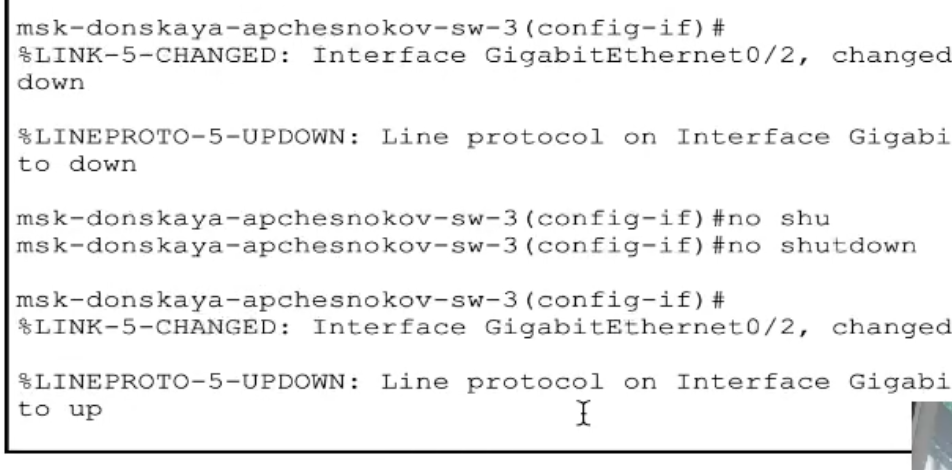 msk-donskaya-apchesnokov-sw-3(config-if)#
%LINK-5-CHANGED: Interface GigabitEthernet0/2, changed
down
%LINEPROTO-5-UPDOWN: Line protocol on Interface Gigabi
to down
msk-donskaya-apchesnokov-sw-3(config-if)#no shu
msk-donskaya-apchesnokov-sw-3(config-if)#no shutdown
msk-donskaya-apchesnokov-sw-3(config-if)#
%LINK-5-CHANGED: Interface GigabitEthernet0/2, changed
%LINEPROTO-5-UPDOWN: Line protocol on Interface Gigabi
to up